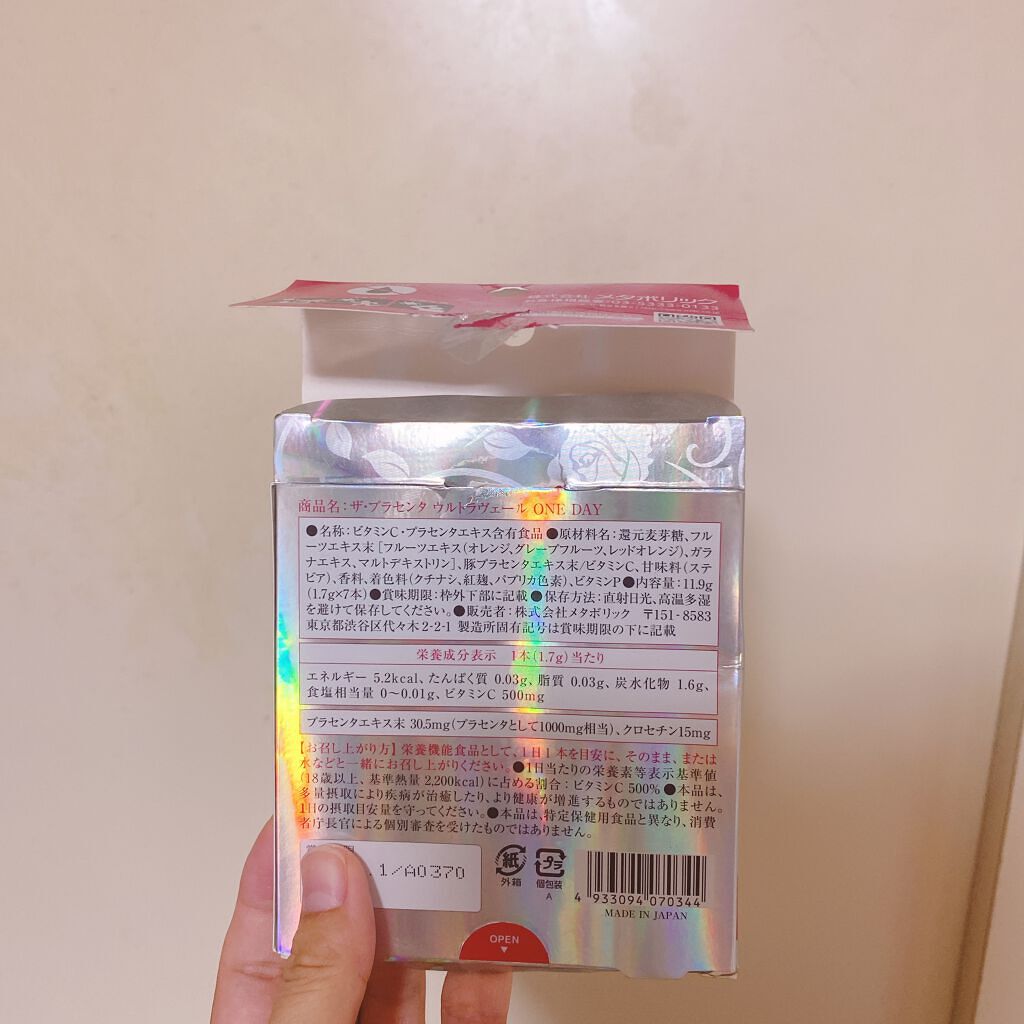 株式会社メタボリック
03-5333-0133
商品名：ザ・プラセンタ ウルトラヴェール ONE DAY
●名称：ビタミンC・プラセンタエキス含有食品 ●原材料名：還元麦芽糖、フル
ーツエキス末［フルーツエキス（オレンジ、グレープフルーツ、レッドオレンジ）、ガラ
ナエキス、マルトデキストリン］、豚プラセンタエキス末/ビタミンC、甘味料（ステ
ビア）、香料、着色料（クチナシ、紅麹、パプリカ色素）、ビタミンP ●内容量：11.9g
（1.7g×7本）●賞味期限：枠外下部に記載 ●保存方法：直射日光、高温多湿
を避けて保存してください。●販売者：株式会社メタボリック 〒151-8583
東京都渋谷区代々木2-2-1 製造所固有記号は賞味期限の下に記載
栄養成分表示 1本（1.7g）当たり
エネルギー 5.2kcal、たんぱく質 0.03g、脂質 0.03g、炭水化物 1.6g、
食塩相当量 0〜0.01g、ビタミンC 500mg
プラセンタエキス末 30.5mg（プラセンタとして1000mg相当）、クロセチン15mg
【お召し上がり方】栄養機能食品として、1日1本を目安に、そのまま、または
水などと一緒にお召し上がりください。●1日当たりの栄養素等表示基準値
（18歳以上、基準熱量 2,200kcal）に占める割合：ビタミンC 500% ●本品は、
多量摂取により疾病が治癒したり、より健康が増進するものではありません。
1日の摂取目安量を守ってください。●本品は、特定保健用食品と異なり、消費
者庁長官による個別審査を受けたものではありません。
.1/A0370
紙
外箱
プラ
個包装
A
4 933094 070344
MADE IN JAPAN
OPEN